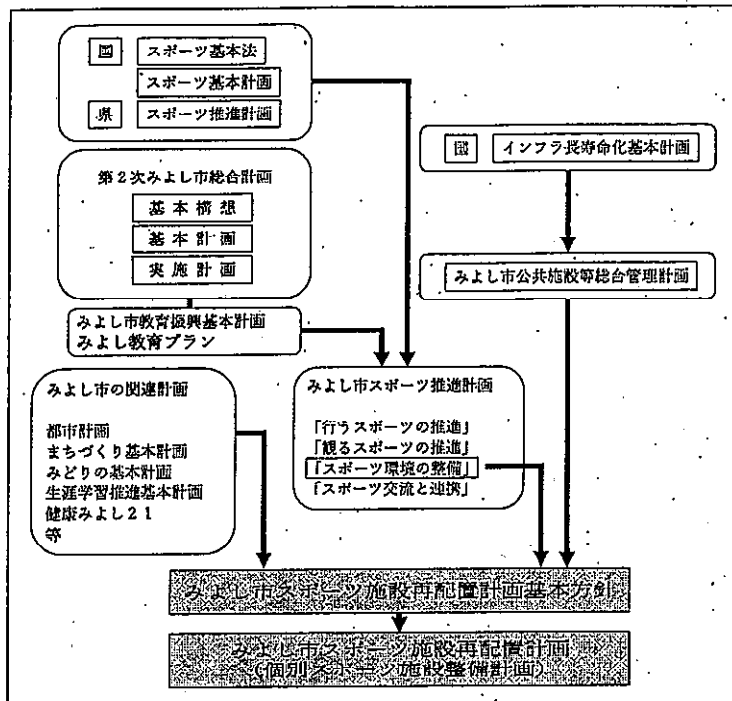 国 スポーツ基本法
スポーツ基本計画
県 スポーツ推進計画
国 インフラ長寿命化基本計画
第2次みよし市総合計画
基本構想
基本計画
実施計画
みよし市公共施設等総合管理計画
みよし市教育振興基本計画
みよし教育プラン
みよし市の関連計画
都市計画
まちづくり基本計画
みどりの基本計画
生涯学習推進基本計画
健康みよし21
等
みよし市スポーツ推進計画
「行うスポーツの推進」
「観るスポーツの推進」
「スポーツ環境の整備」
「スポーツ交流と連携」
みよし市スポーツ施設再配置計画基本方針
みよし市スポーツ施設再配置計画
(個別スポーツ施設整備計画)